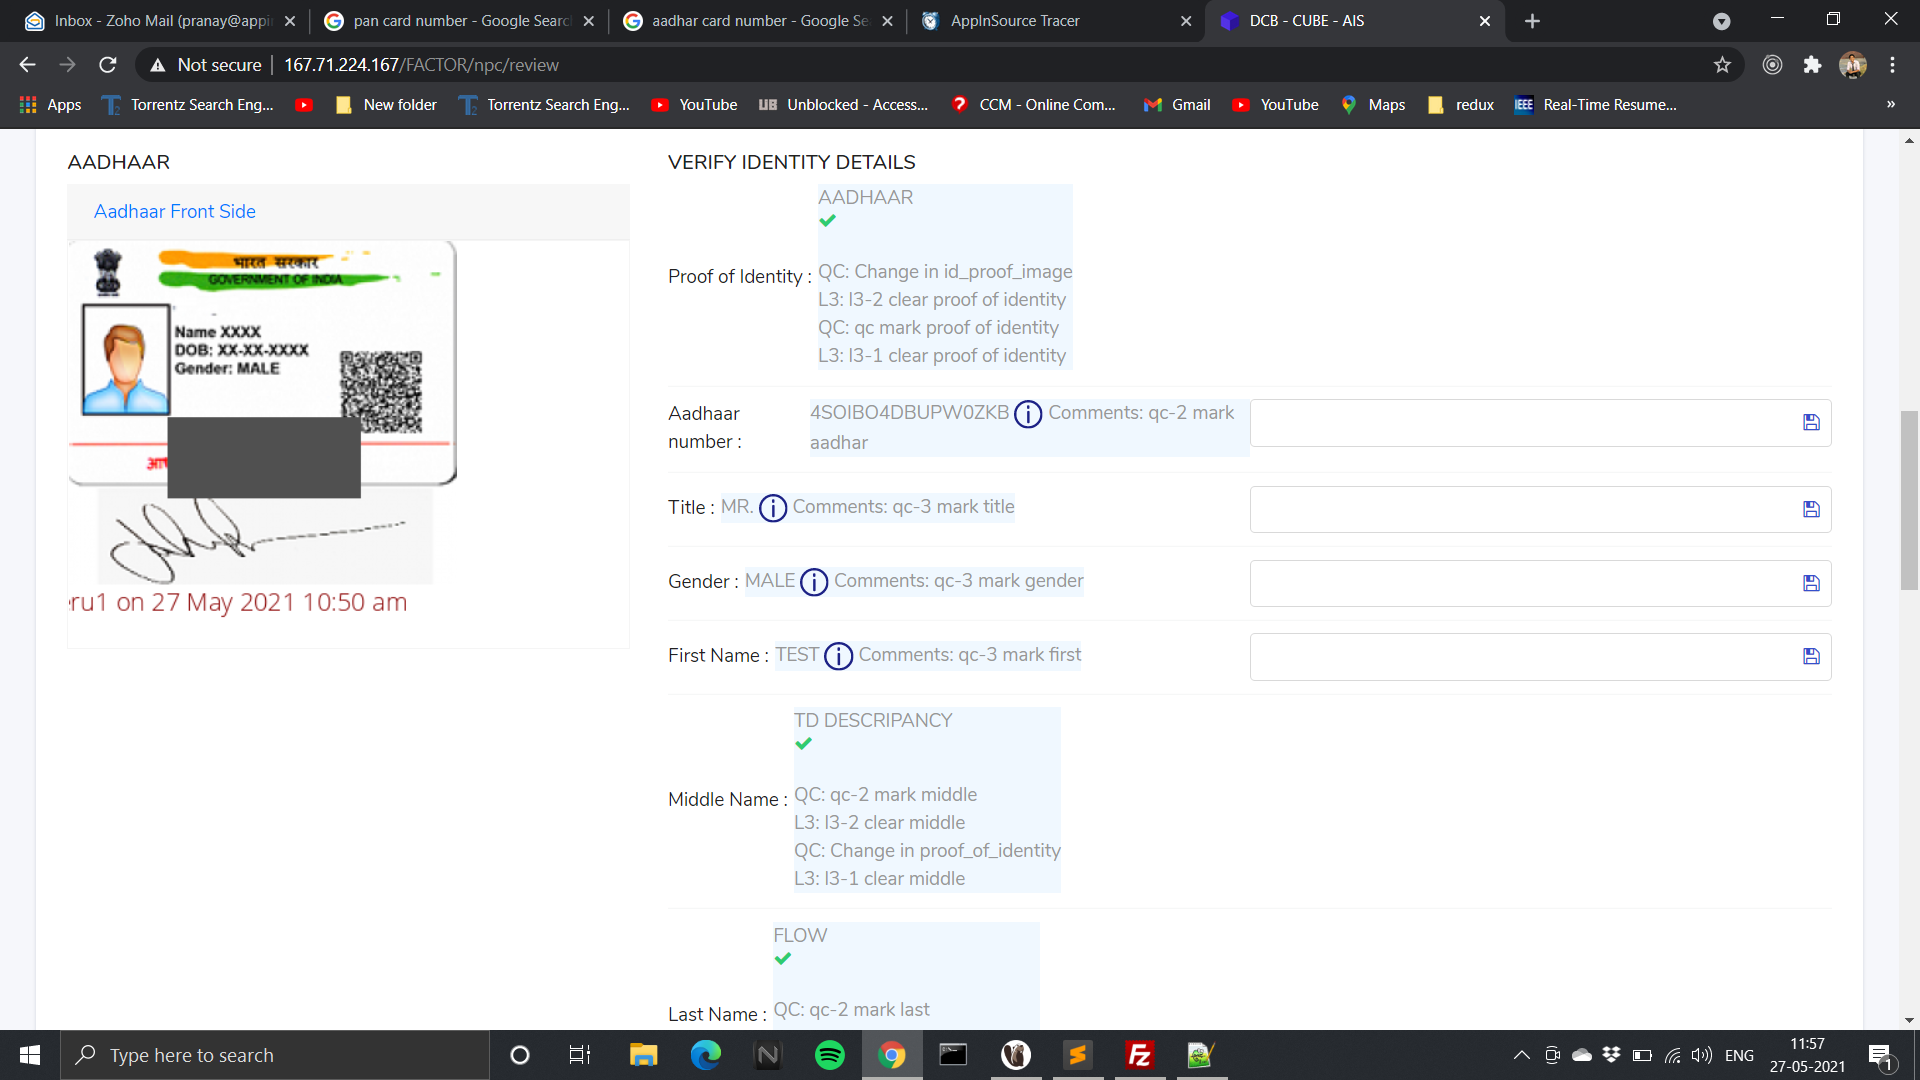 Inbox - Zoho Mail (pranay@appin
pan card number - Google Searc
aadhar card number - Google Se
AppInSource Tracer
DCB - CUBE - AIS
Not secure
167.71.224.167/FACTOR/npc/review
Apps
Torrentz Search Eng...
New folder
Torrentz Search Eng...
YouTube
UB Unblocked - Access...
CCM - Online Com...
Gmail
YouTube
Maps
redux
IEEE Real-Time Resume...
»
AADHAAR
Aadhaar Front Side
भारत सरकार
GOVERNMENT OF INDIA
Name XXXX
DOB: XX-XX-XXXX
Gender: MALE
ru1 on 27 May 2021 10:50 am
VERIFY IDENTITY DETAILS
Proof of Identity :
AADHAAR
QC: Change in id_proof_image
L3: l3-2 clear proof of identity
QC: qc mark proof of identity
L3: l3-1 clear proof of identity
Aadhaar number :
4SOIBO4DBUPW0ZKB
Comments: qc-2 mark
aadhar
Title : MR. Comments: qc-3 mark title
Gender : MALE Comments: qc-3 mark gender
First Name : TEST Comments: qc-3 mark first
Middle Name :
TD DESCRIPANCY
QC: qc-2 mark middle
L3: l3-2 clear middle
QC: Change in proof_of_identity
L3: l3-1 clear middle
Last Name :
FLOW
QC: qc-2 mark last
Type here to search
ENG
11:57
27-05-2021
1